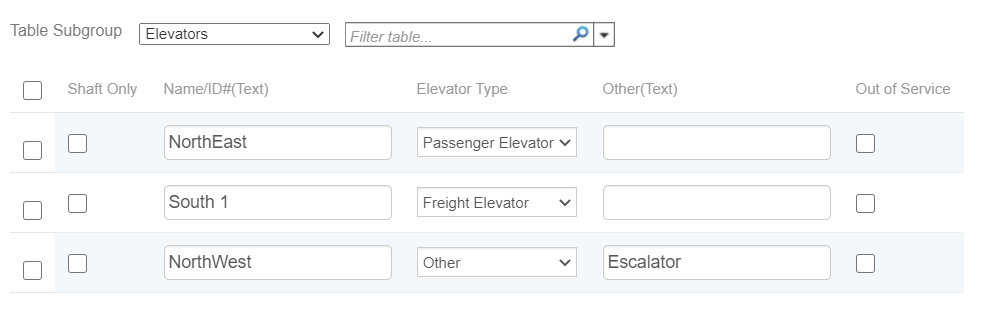 Table Subgroup Elevators Filter table...
Shaft Only Name/ID#(Text) Elevator Type Other(Text) Out of Service
NorthEast Passenger Elevator
South 1 Freight Elevator
NorthWest Other Escalator